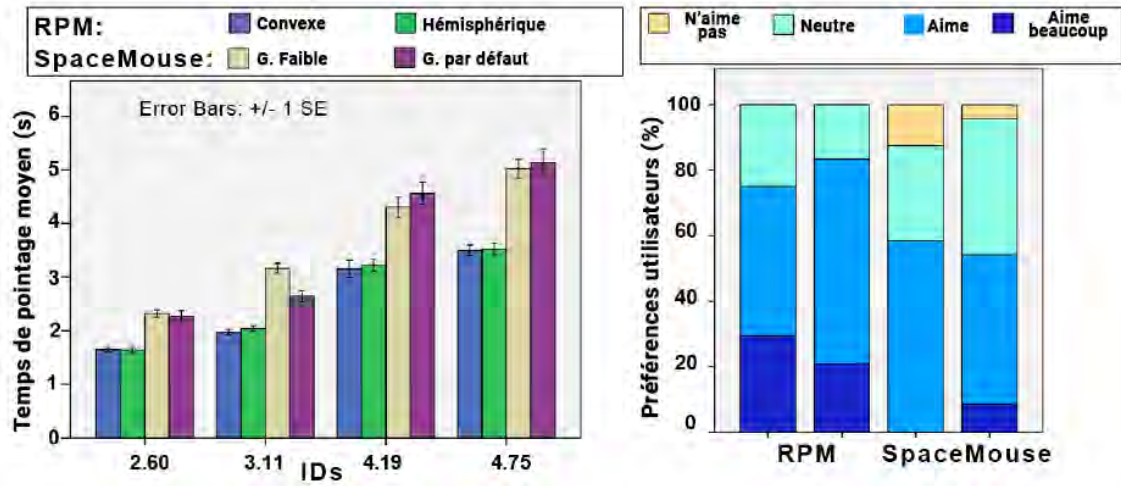 RPM: Convexe Hémisphérique
SpaceMouse: G. Faible G. par défaut
Error Bars: +/- 1 SE
Temps de pointage moyen (s)
6
5
4
3
2
1
0
2.60 3.11 4.19 4.75
IDs
N'aime pas
Neutre
Aime
Aime beaucoup
Préférences utilisateurs (%)
100
80
60
40
20
0
RPM SpaceMouse